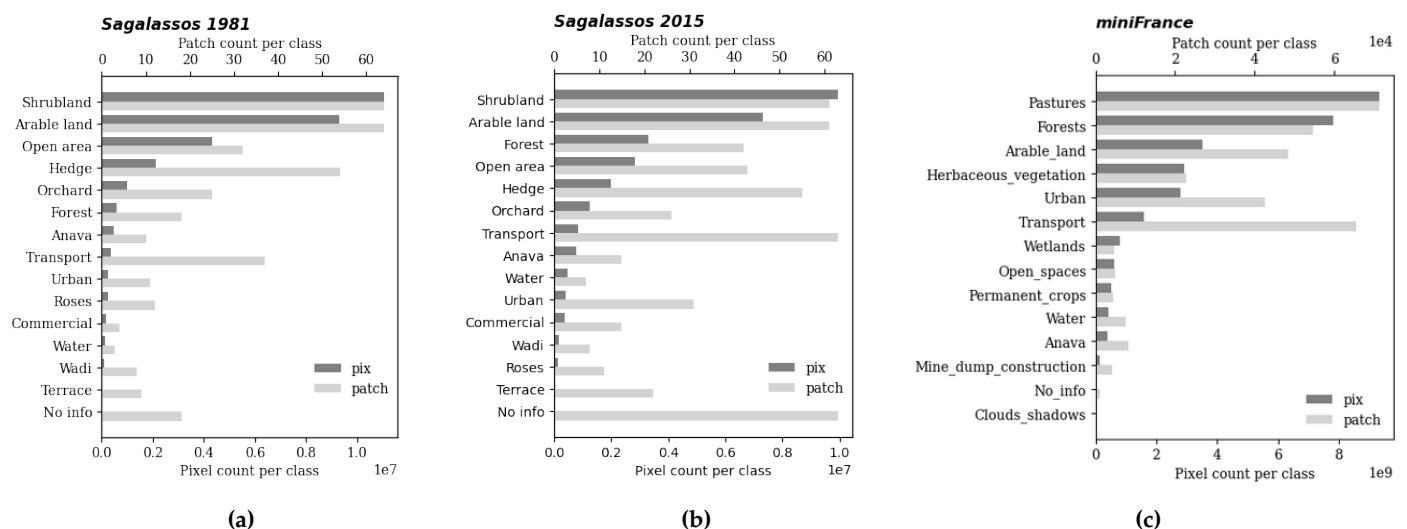 Sagalassos 1981
Patch count per class
0 10 20 30 40 50 60
Shrubland
Arable land
Open area
Hedge
Orchard
Forest
Anava
Transport
Urban
Roses
Commercial
Water
Wadi
Terrace
No info
pix
patch
0.0 0.2 0.4 0.6 0.8 1.0
Pixel count per class 1e7
(a)
Sagalassos 2015
Patch count per class
0 10 20 30 40 50 60
Shrubland
Arable land
Forest
Open area
Hedge
Orchard
Transport
Anava
Water
Urban
Commercial
Wadi
Roses
Terrace
No info
pix
patch
0.0 0.2 0.4 0.6 0.8 1.0
Pixel count per class 1e7
(b)
miniFrance
Patch count per class 1e4
0 2 4 6
Pastures
Forests
Arable_land
Herbaceous_vegetation
Urban
Transport
Wetlands
Open_spaces
Permanent_crops
Water
Anava
Mine_dump_construction
No_info
Clouds_shadows
pix
patch
0 2 4 6 8
Pixel count per class 1e9
(c)